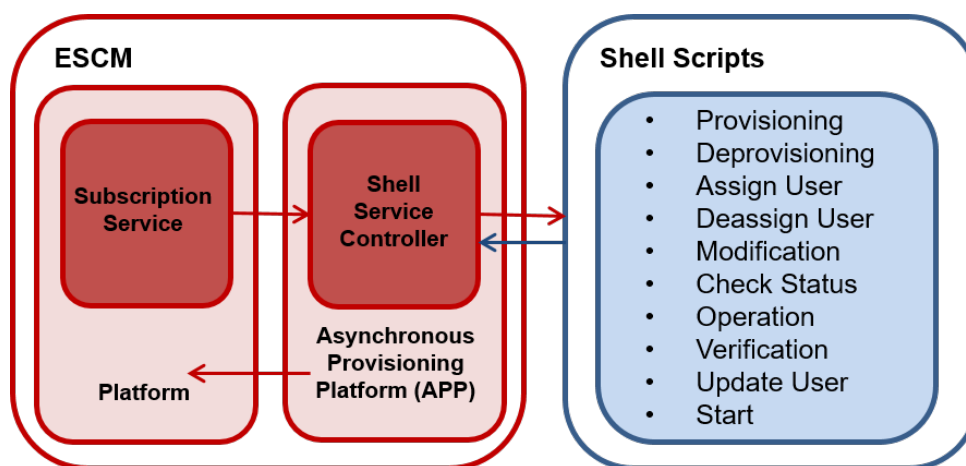 ESCM
Subscription
Service
Platform
Shell
Service
Controller
Asynchronous
Provisioning
Platform (APP)
Shell Scripts
• Provisioning
• Deprovisioning
• Assign User
• Deassign User
• Modification
• Check Status
• Operation
• Verification
• Update User
• Start